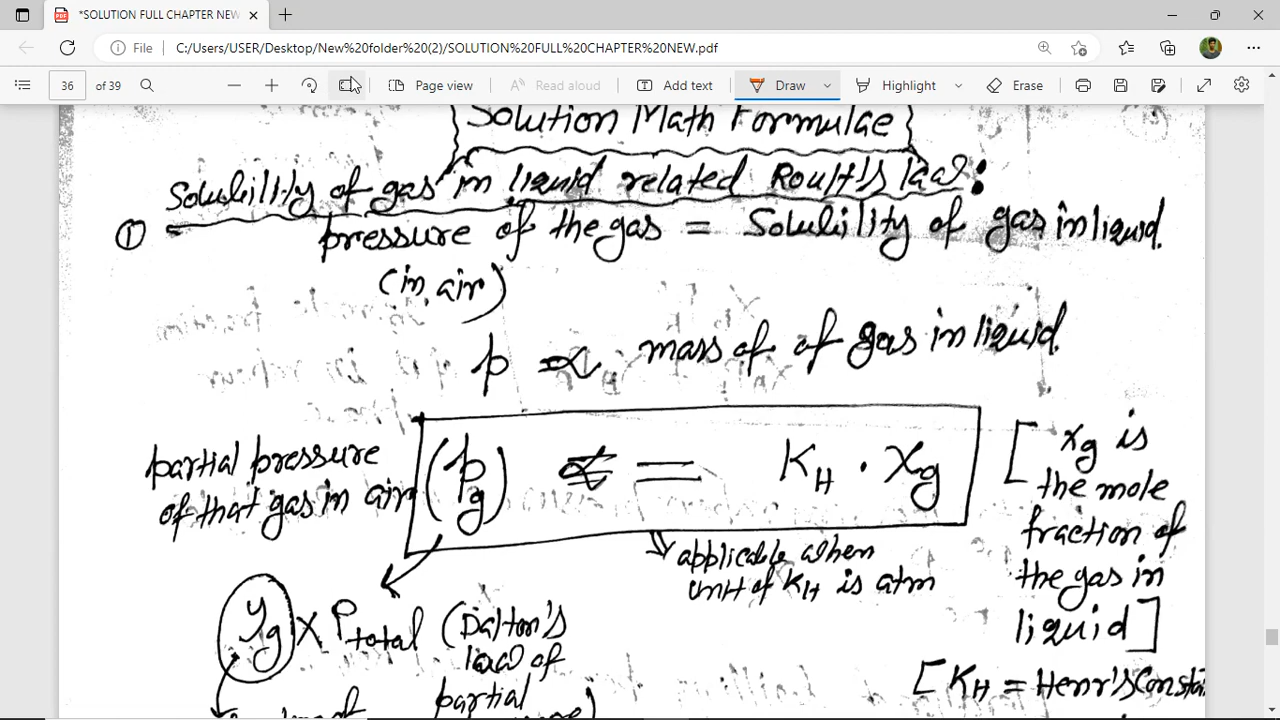 *SOLUTION FULL CHAPTER NEW
File C:/Users/USER/Desktop/New%20folder%20(2)/SOLUTION%20FULL%20CHAPTER%20NEW.pdf
36 of 39 Page view Read aloud Add text Draw Highlight Erase
Solution Math Formulae
Solubility of gas in liquid related Roult's law:
① pressure of the gas = Solubility of gas in liquid.
(in air)
p ∝ mass of of gas in liquid.
partial pressure
of that gas in air
(pg) = KH · xg
[xg is
the mole
fraction of
the gas in
liquid]
applicable when
unit of KH is atm
yg × Ptotal (Dalton's
law of
partial
[KH = Henr's Consta